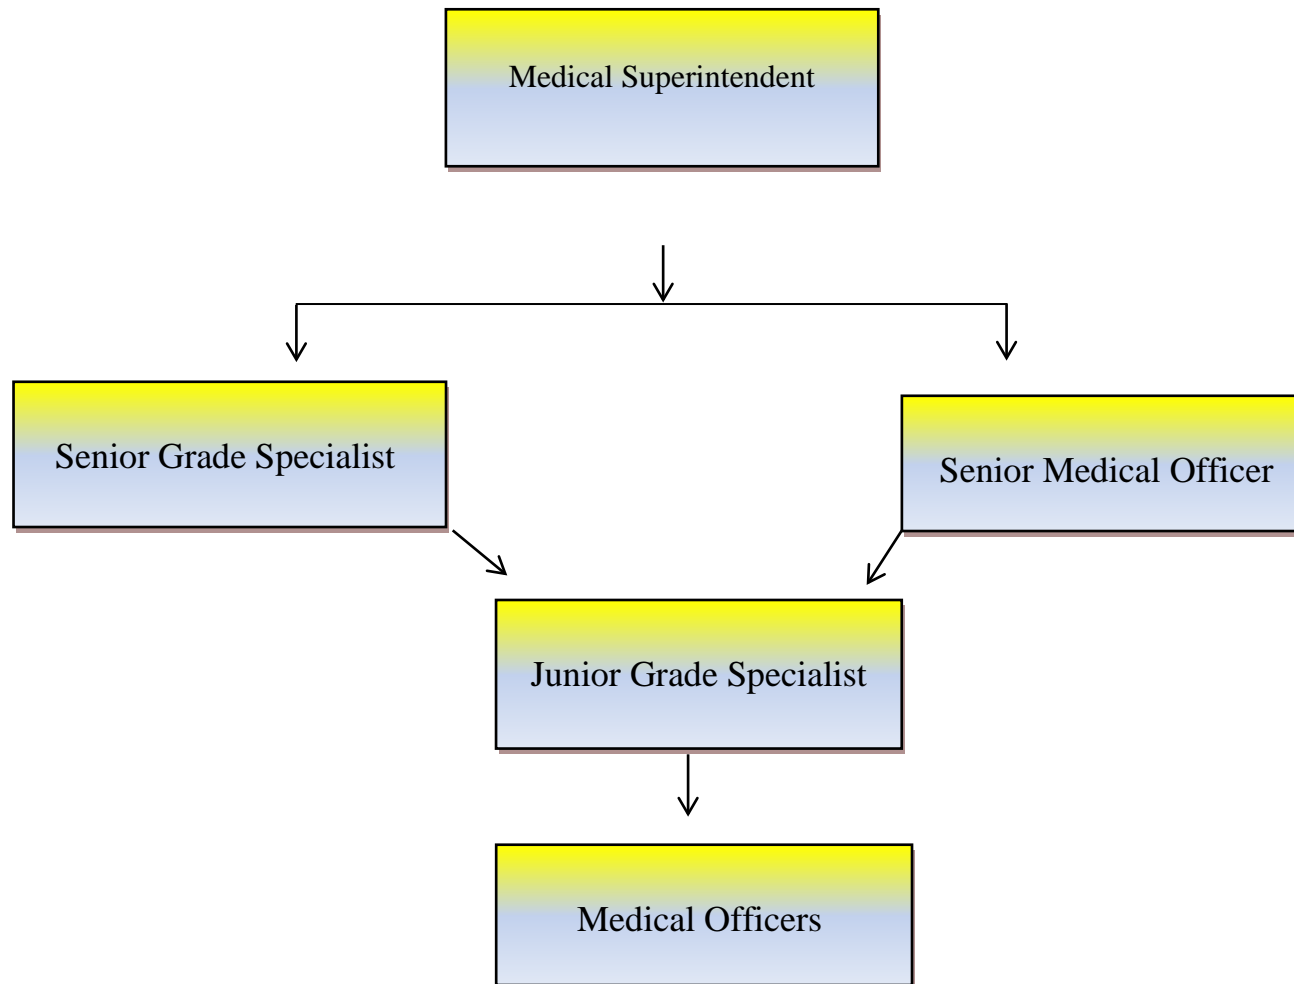 Medical Superintendent
Senior Grade Specialist
Senior Medical Officer
Junior Grade Specialist
Medical Officers